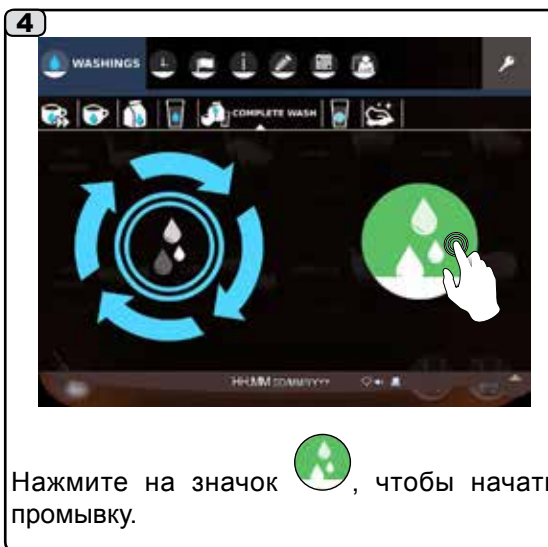 4
WASHINGS
COMPLETE WASH
HH:MM DD/MM/YYYY
Нажмите на значок , чтобы начать
промывку.